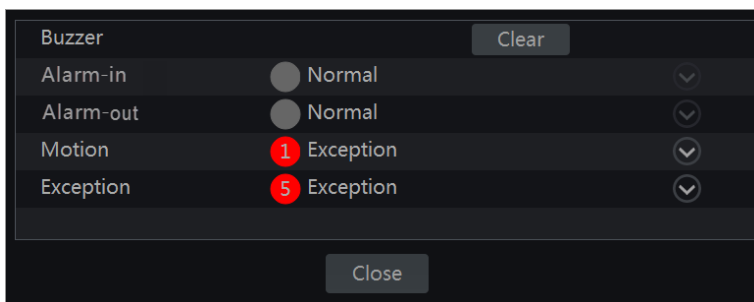 Buzzer Clear
Alarm-in Normal
Alarm-out Normal
Motion 1 Exception
Exception 5 Exception
Close